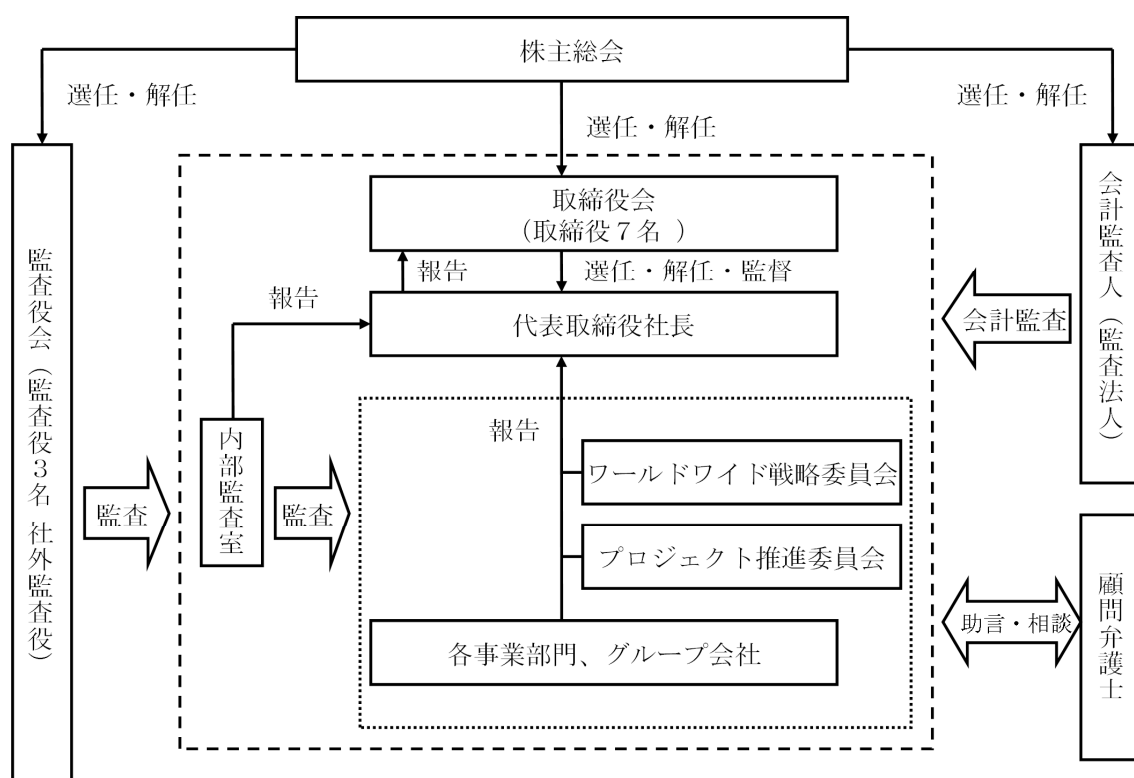 株主総会
選任・解任
選任・解任
選任・解任
取締役会
（取締役７名 ）
報告
選任・解任・監督
報告
代表取締役社長
監査役会（監査役３名 社外監査役）
会計監査人（監査法人）
会計監査
報告
内部監査室
監査
監査
ワールドワイド戦略委員会
プロジェクト推進委員会
各事業部門、グループ会社
助言・相談
顧問弁護士